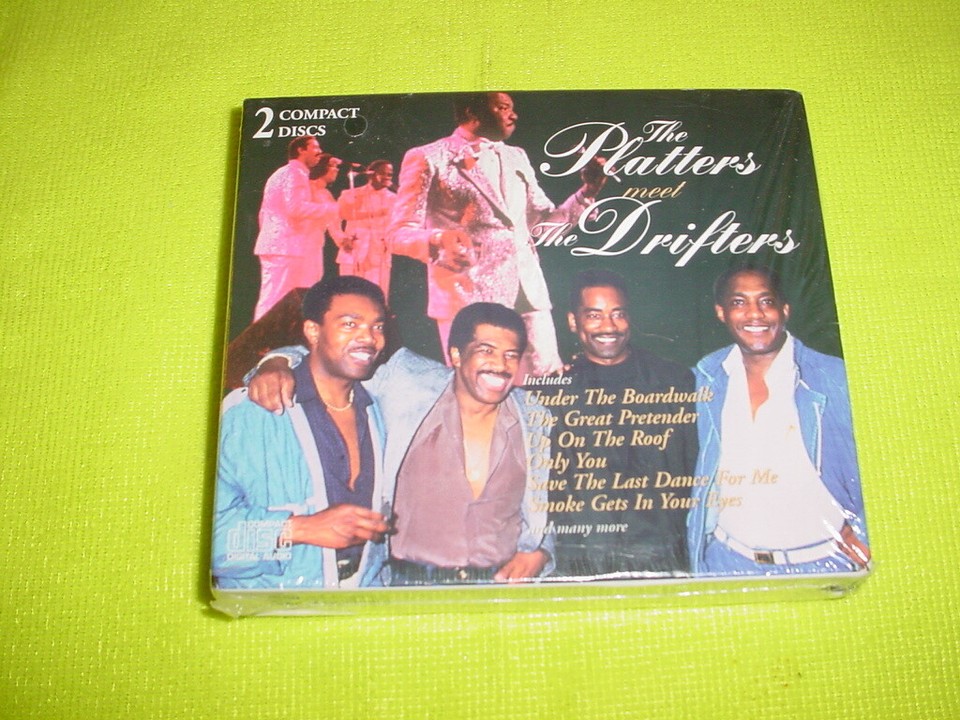 2 COMPACT
DISCS
The
Platters
meet
The Drifters
Includes
Under The Boardwalk
The Great Pretender
Up On The Roof
Only You
Save The Last Dance For Me
Smoke Gets In Your Eyes
and many more
COMPACT
disc
DIGITAL AUDIO